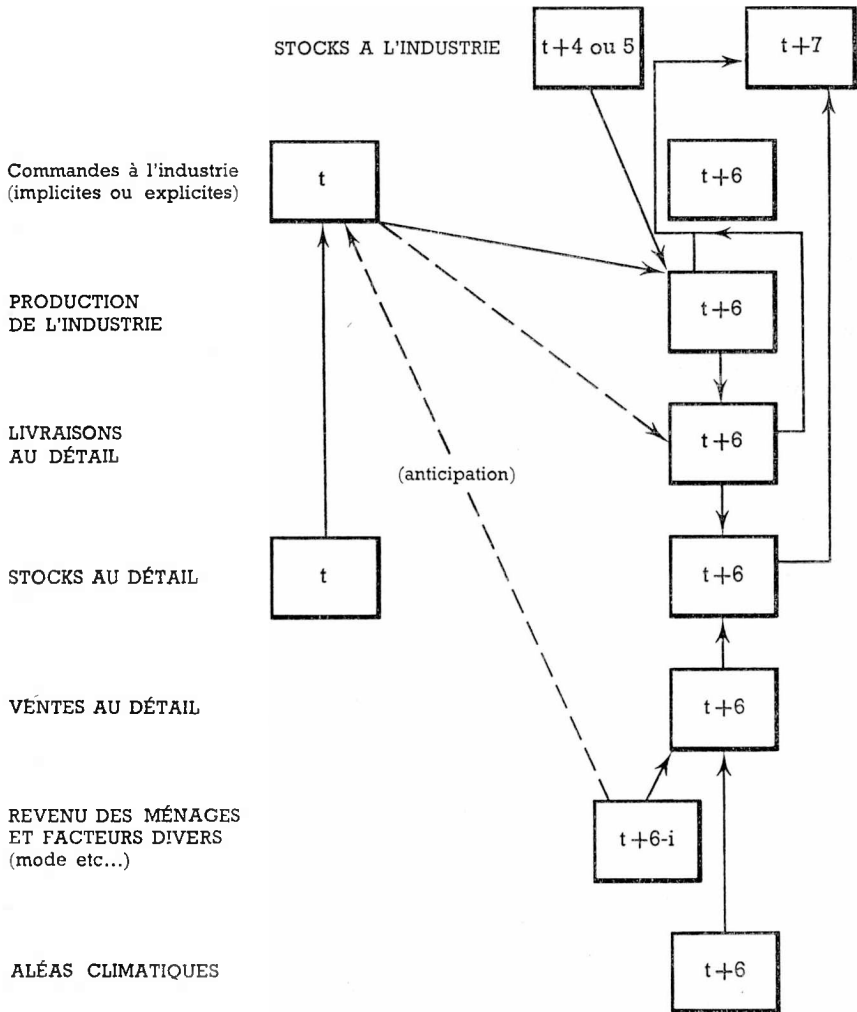 STOCKS A L'INDUSTRIE
t+4 ou 5
t+7
Commandes à l'industrie
(implicites ou explicites)
t
t+6
PRODUCTION
DE L'INDUSTRIE
t+6
LIVRAISONS
AU DÉTAIL
t+6
(anticipation)
STOCKS AU DÉTAIL
t
t+6
VENTES AU DÉTAIL
t+6
REVENU DES MÉNAGES
ET FACTEURS DIVERS
(mode etc...)
t+6-i
ALÉAS CLIMATIQUES
t+6